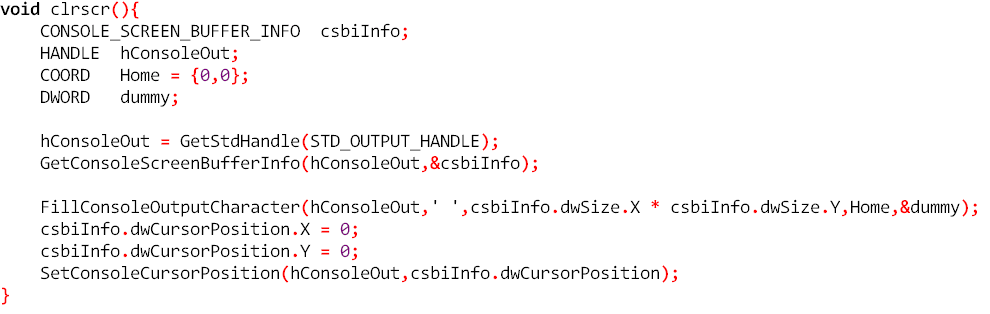 void clrscr(){
    CONSOLE_SCREEN_BUFFER_INFO  csbiInfo;
    HANDLE  hConsoleOut;
    COORD   Home = {0,0};
    DWORD   dummy;

    hConsoleOut = GetStdHandle(STD_OUTPUT_HANDLE);
    GetConsoleScreenBufferInfo(hConsoleOut,&csbiInfo);

    FillConsoleOutputCharacter(hConsoleOut,' ',csbiInfo.dwSize.X * csbiInfo.dwSize.Y,Home,&dummy);
    csbiInfo.dwCursorPosition.X = 0;
    csbiInfo.dwCursorPosition.Y = 0;
    SetConsoleCursorPosition(hConsoleOut,csbiInfo.dwCursorPosition);
}